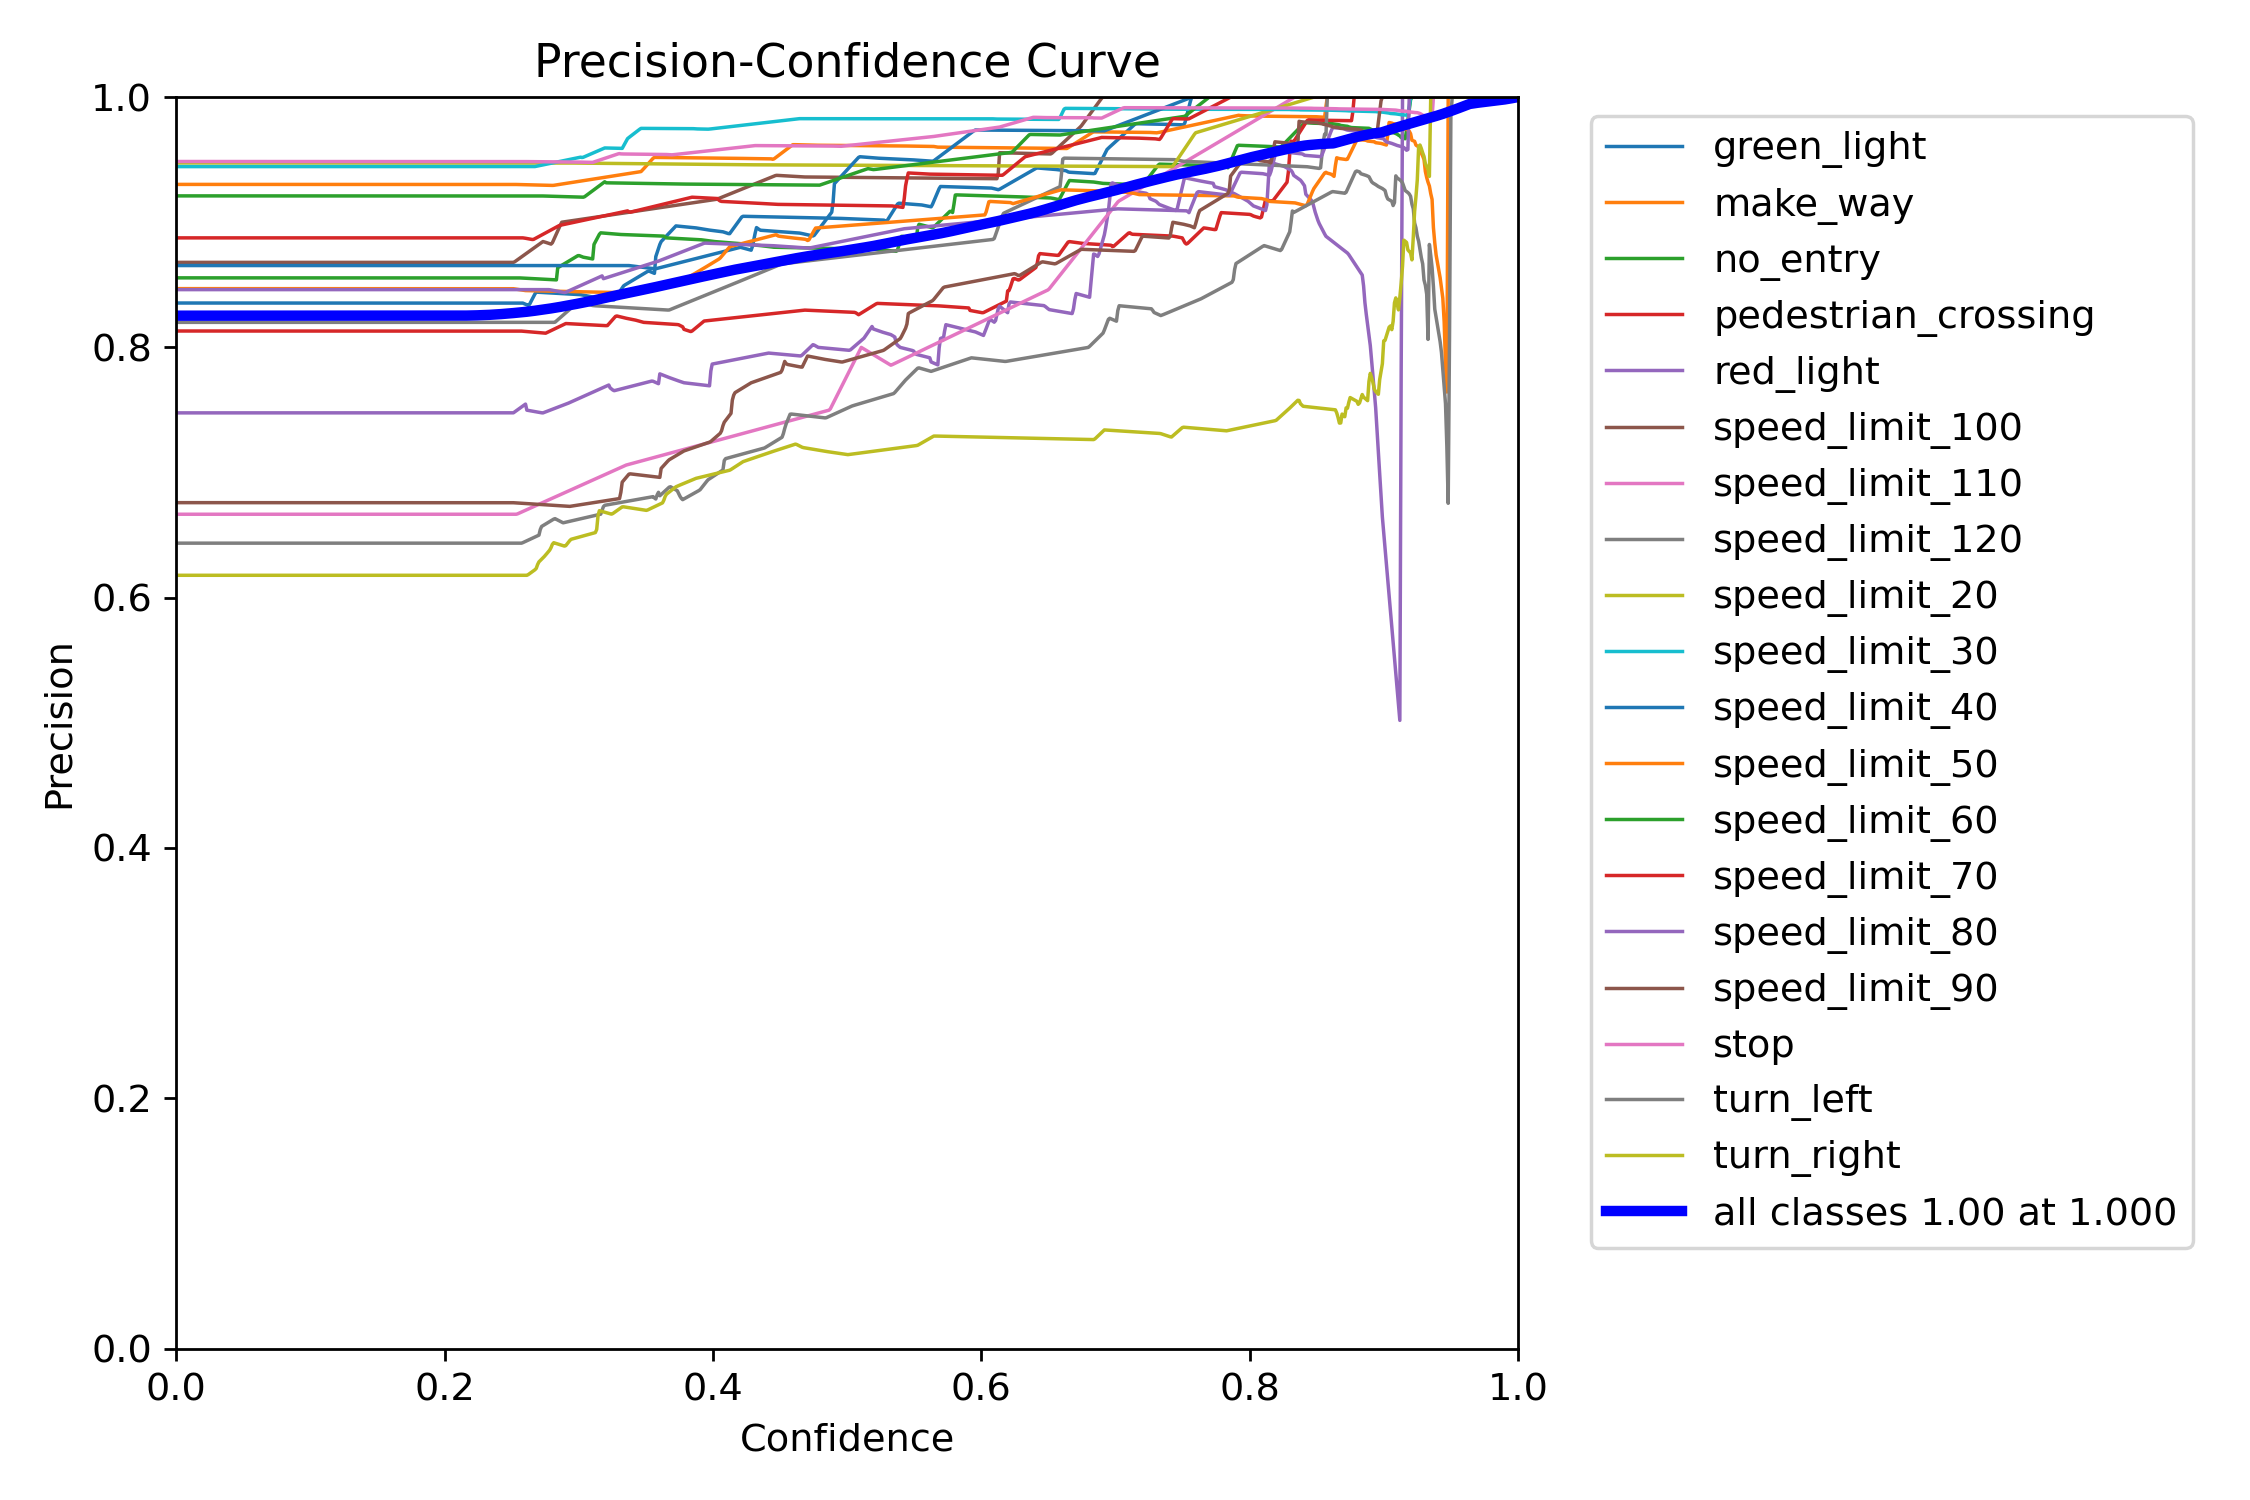 Precision-Confidence Curve
1.0
0.8
0.6
0.4
0.2
0.0
Precision
0.0 0.2 0.4 0.6 0.8 1.0
Confidence
green_light
make_way
no_entry
pedestrian_crossing
red_light
speed_limit_100
speed_limit_110
speed_limit_120
speed_limit_20
speed_limit_30
speed_limit_40
speed_limit_50
speed_limit_60
speed_limit_70
speed_limit_80
speed_limit_90
stop
turn_left
turn_right
all classes 1.00 at 1.000